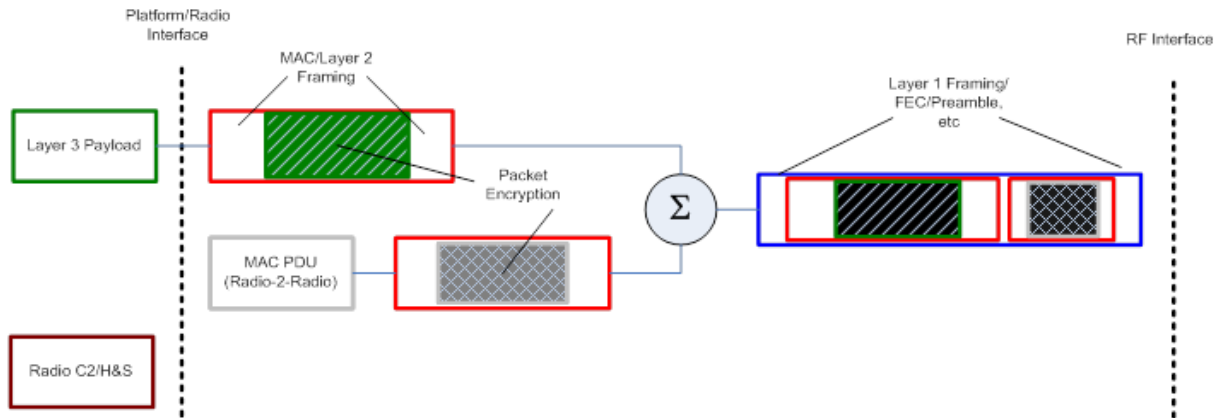 Platform/Radio
Interface
RF Interface
MAC/Layer 2
Framing
Layer 1 Framing/
FEC/Preamble,
etc
Layer 3 Payload
Packet
Encryption
Σ
MAC PDU
(Radio-2-Radio)
Radio C2/H&S